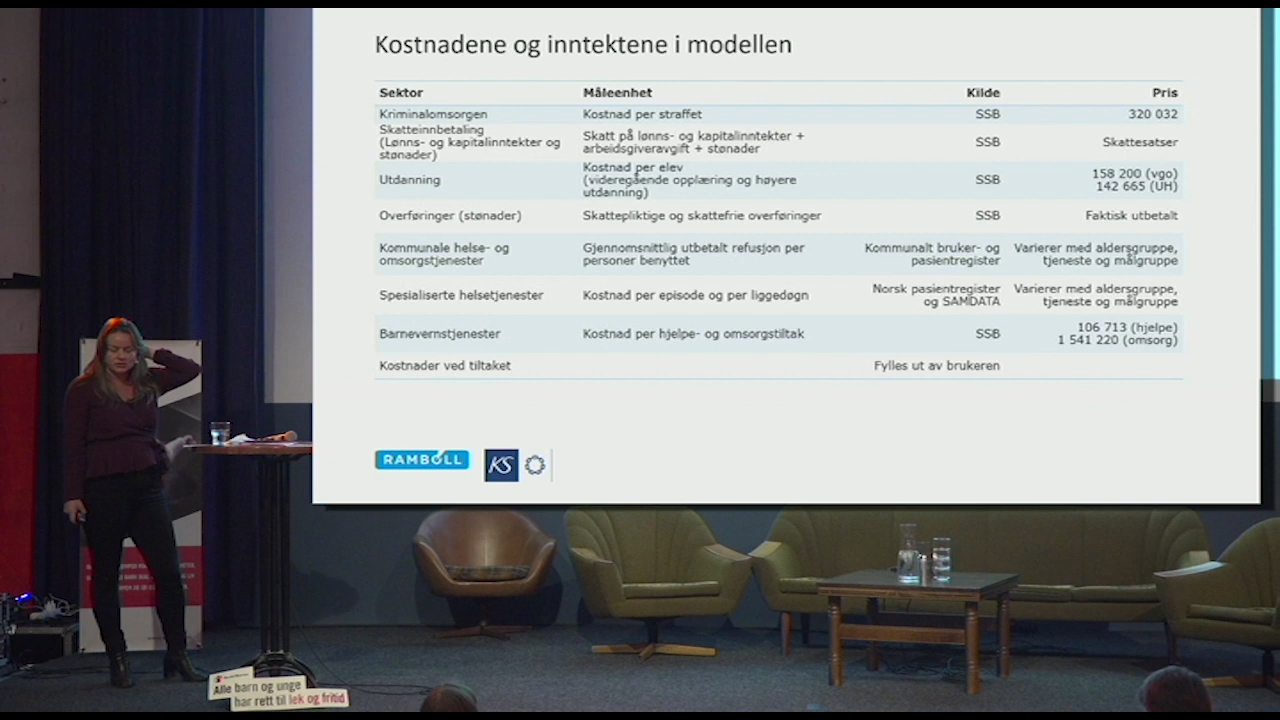 Kostnadene og inntektene i modellen
Sektor Måleenhet Kilde Pris
Kriminalomsorgen Kostnad per straffet SSB 320 032
Skatteinnbetaling
(Lønns- og kapitalinntekter og
stønader)
Skatt på lønns- og kapitalinntekter +
arbeidsgiveravgift + stønader
SSB
Skattesatser
Utdanning
Kostnad per elev
(videregående opplæring og høyere
utdanning)
SSB
158 200 (vgo)
142 665 (UH)
Overføringer (stønader) Skattepliktige og skattefrie overføringer SSB Faktisk utbetalt
Kommunale helse- og
omsorgstjenester
Gjennomsnittlig utbetalt refusjon per
personer benyttet
Kommunalt bruker- og
pasientregister
Varierer med aldersgruppe,
tjeneste og målgruppe
Spesialiserte helsetjenester Kostnad per episode og per liggedøgn
Norsk pasientregister
og SAMDATA
Varierer med aldersgruppe,
tjeneste og målgruppe
Barnevernstjenester Kostnad per hjelpe- og omsorgstiltak SSB
106 713 (hjelpe)
1 541 220 (omsorg)
Kostnader ved tiltaket Fylles ut av brukeren
RAMBOLL KS
Alle barn og unge
har rett til lek og fritid